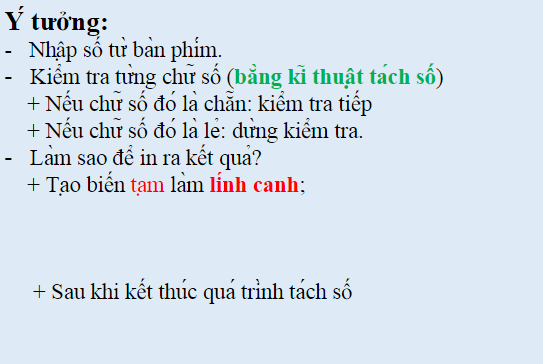 Ý tưởng:
- Nhập số từ bàn phím.
- Kiểm tra từng chữ số (bằng kĩ thuật tách số)
+ Nếu chữ số đó là chẵn: kiểm tra tiếp
+ Nếu chữ số đó là lẻ: dừng kiểm tra.
- Làm sao để in ra kết quả?
+ Tạo biến tạm làm lính canh;
+ Sau khi kết thúc quá trình tách số